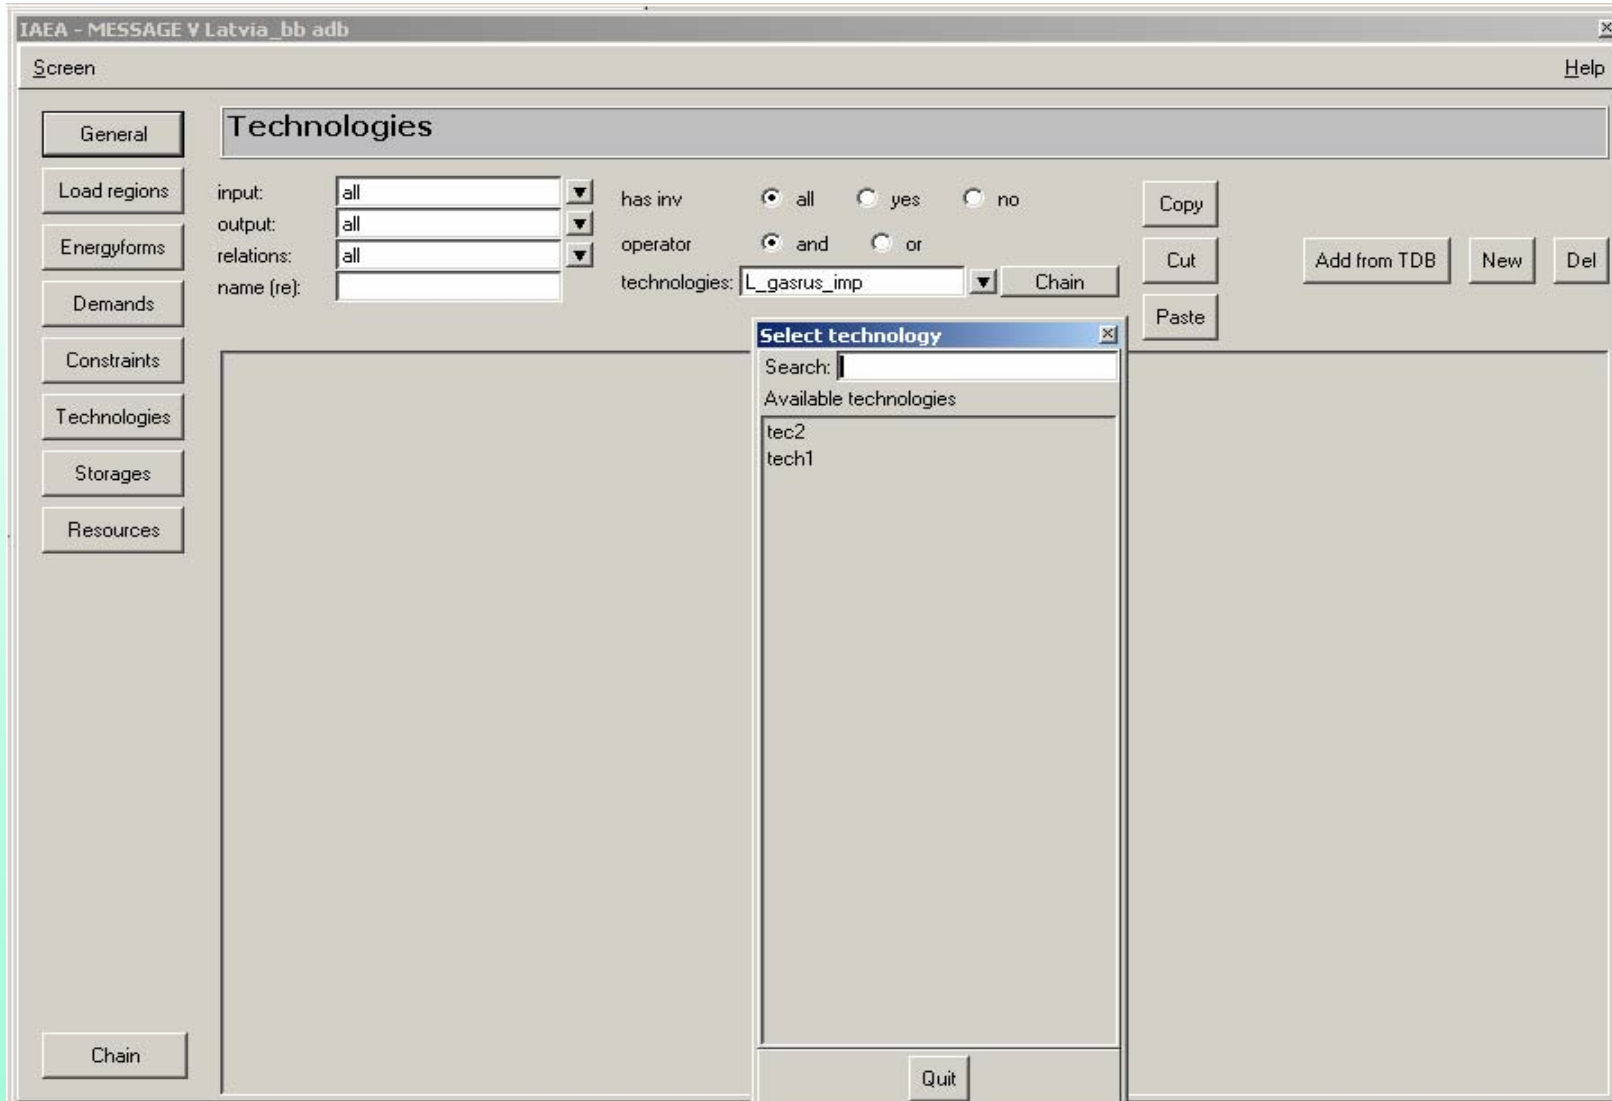 IAEA - MESSAGE V Latvia_bb adb
Screen
Help
General
Load regions
Energyforms
Demands
Constraints
Technologies
Storages
Resources
Chain
Technologies
input: all
output: all
relations: all
name (re):
has inv all yes no
operator and or
technologies: L_gasrus_imp Chain
Copy
Cut
Paste
Add from TDB New Del
Select technology
Search:
Available technologies
tec2
tech1
Quit